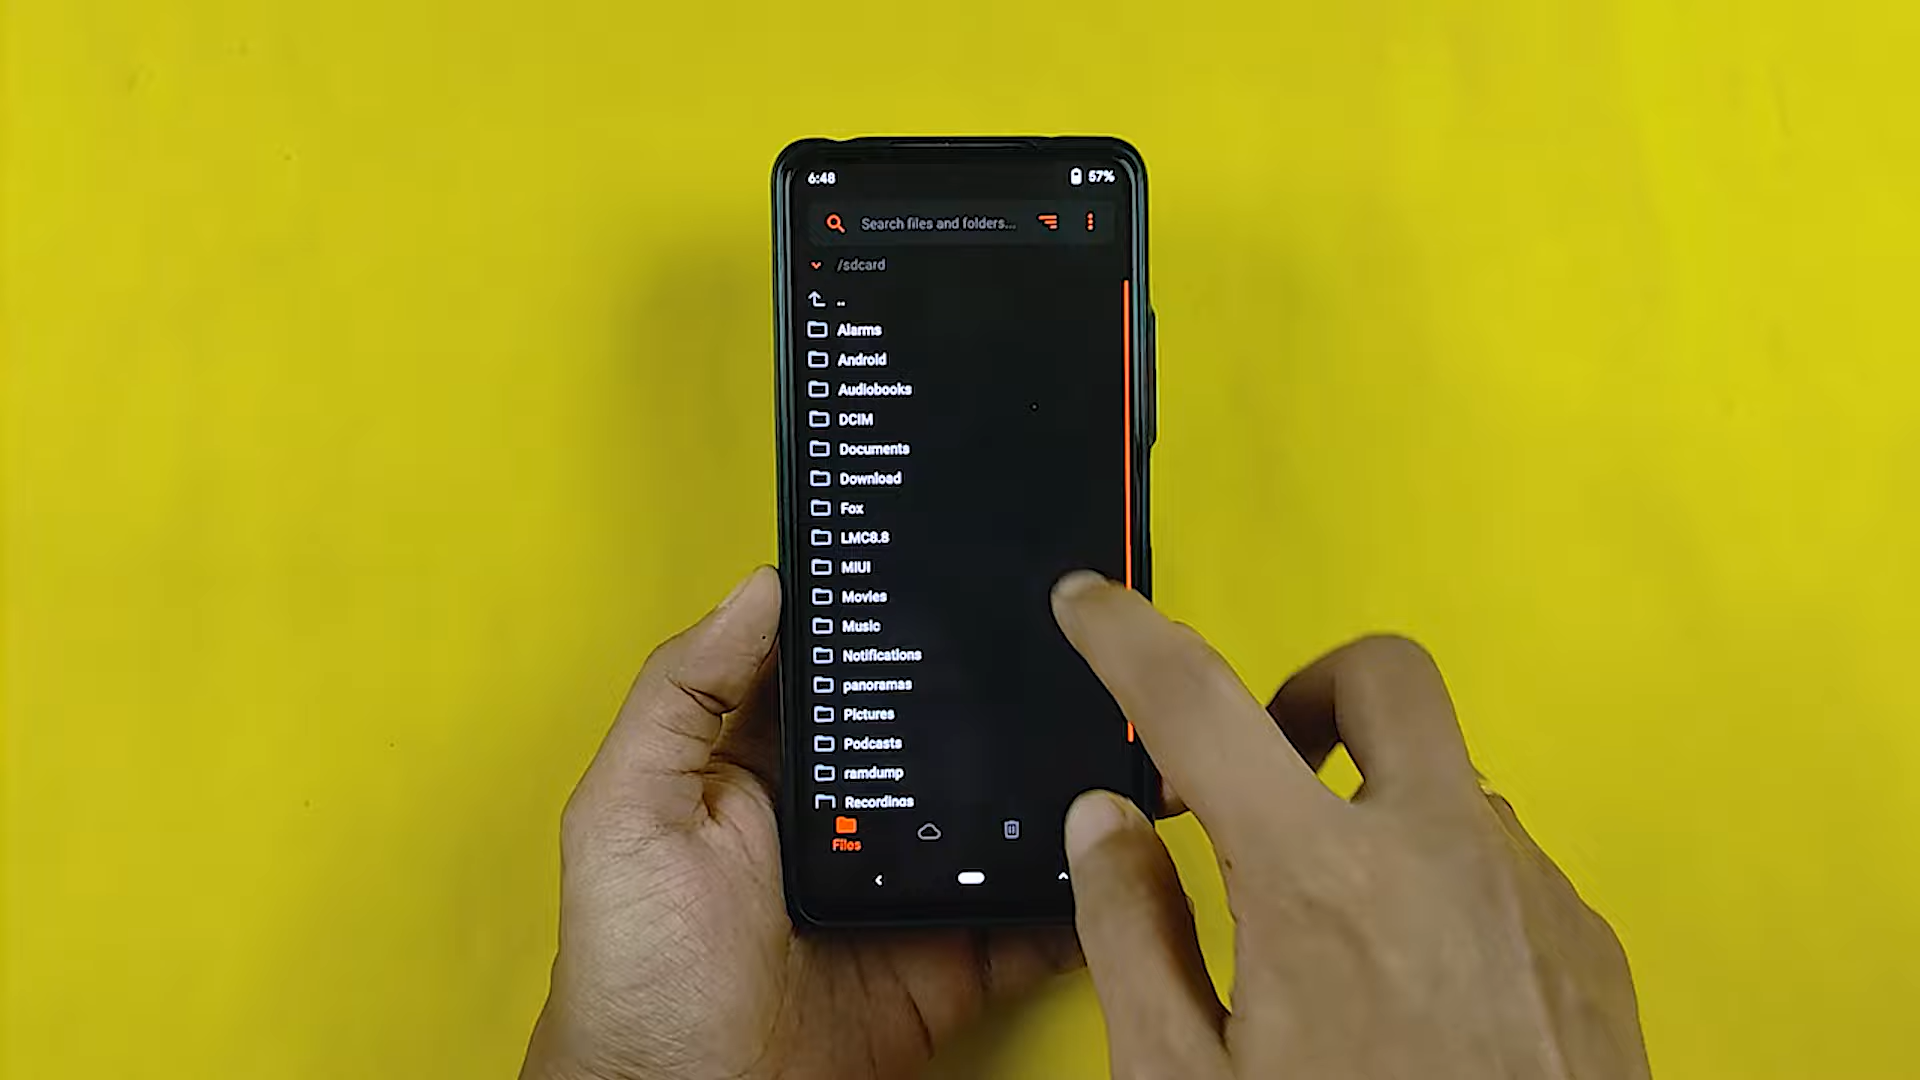 6:48 57%
Search files and folders...
/sdcard
..
Alarms
Android
Audiobooks
DCIM
Documents
Download
Fox
LMC8.8
MIUI
Movies
Music
Notifications
panoramas
Pictures
Podcasts
ramdump
Recordings
Files